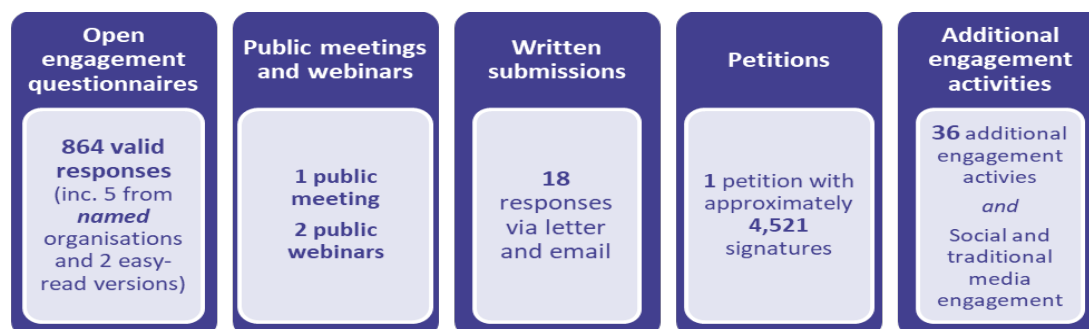 Open
engagement
questionnaires
864 valid
responses
(inc. 5 from
named
organisations
and 2 easy-
read versions)
Public meetings
and webinars
1 public
meeting
2 public
webinars
Written
submissions
18
responses
via letter
and email
Petitions
1 petition with
approximately
4,521
signatures
Additional
engagement
activities
36 additional
engagement
activies
and
Social and
traditional
media
engagement